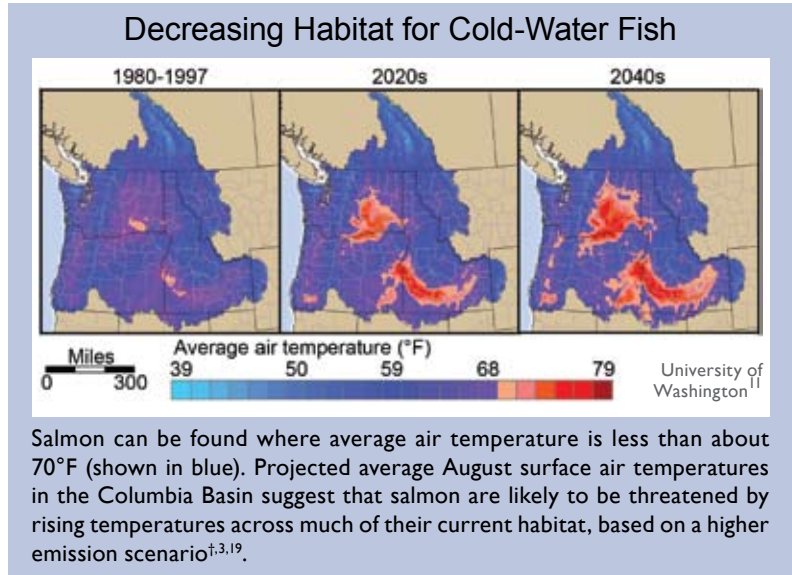 Decreasing Habitat for Cold-Water Fish
1980-1997 2020s 2040s
Miles
0 300
Average air temperature (°F)
39 50 59 68 79
University of
Washington11
Salmon can be found where average air temperature is less than about
70°F (shown in blue). Projected average August surface air temperatures
in the Columbia Basin suggest that salmon are likely to be threatened by
rising temperatures across much of their current habitat, based on a higher
emission scenario†,3,19.